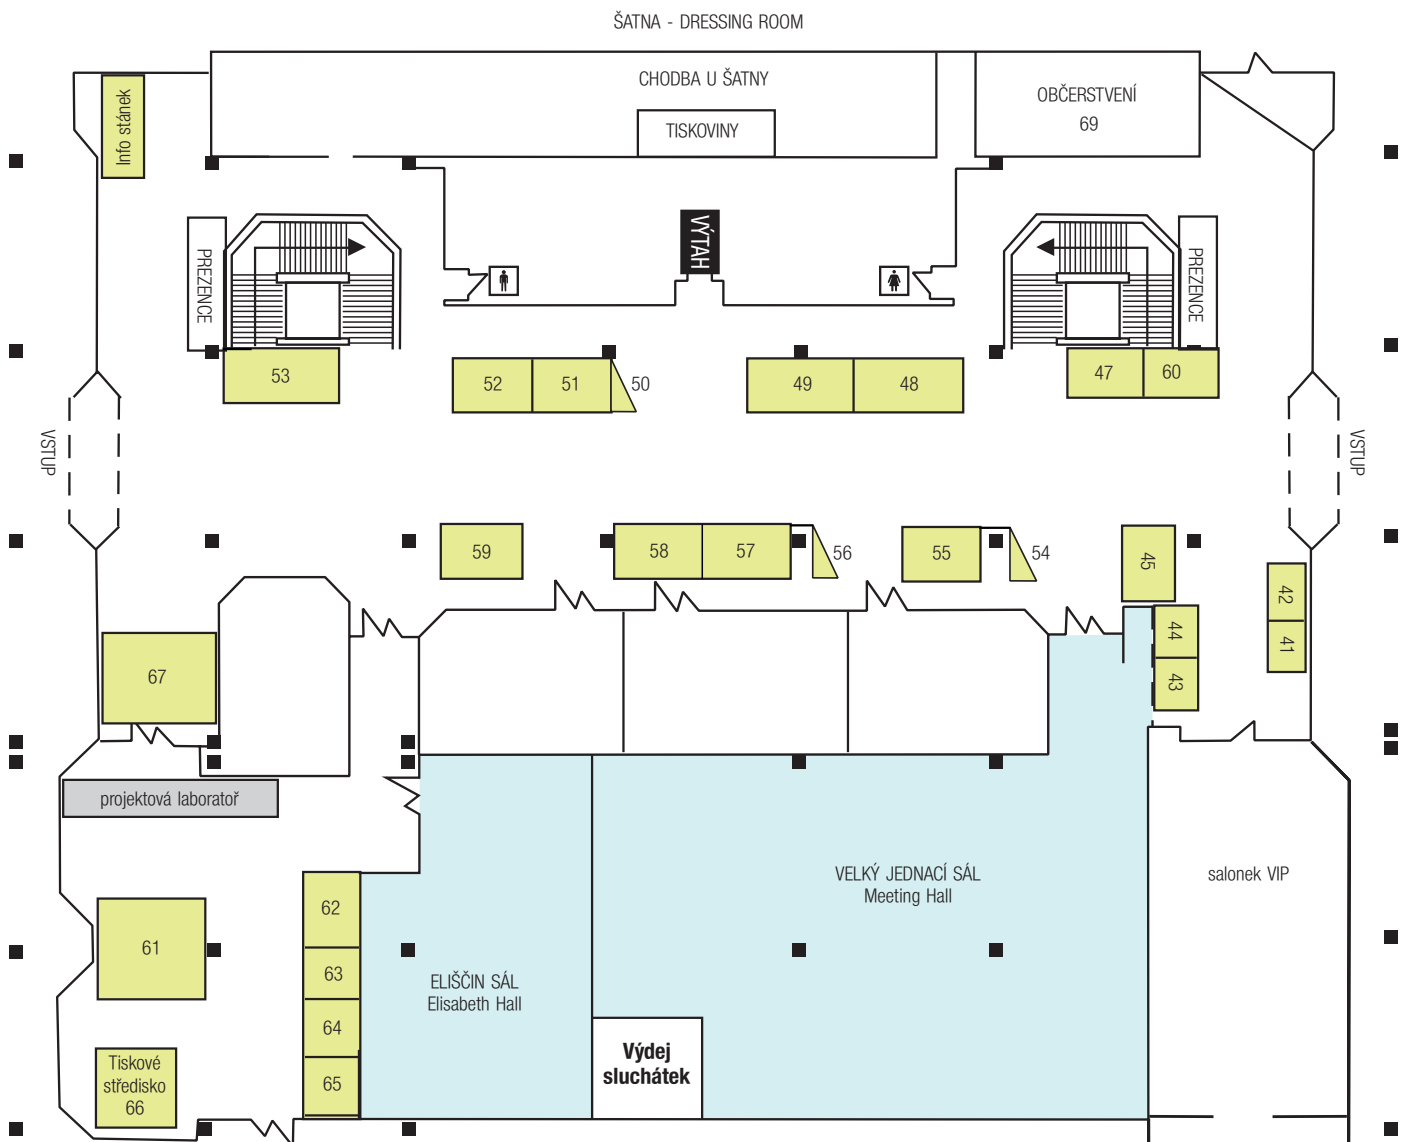 ŠATNA - DRESSING ROOM
CHODBA U ŠATNY
TISKOVINY
OBČERSTVENÍ
69
Info stánek
PREZENCE
VÝTAH
PREZENCE
53
52
51
50
49
48
47
60
VSTUP
VSTUP
59
58
57
56
55
54
45
42
41
44
43
67
projektová laboratoř
62
63
64
65
61
Tiskové
středisko
66
ELIŠČIN SÁL
Elisabeth Hall
VELKÝ JEDNACÍ SÁL
Meeting Hall
salonek VIP
Výdej
sluchátek